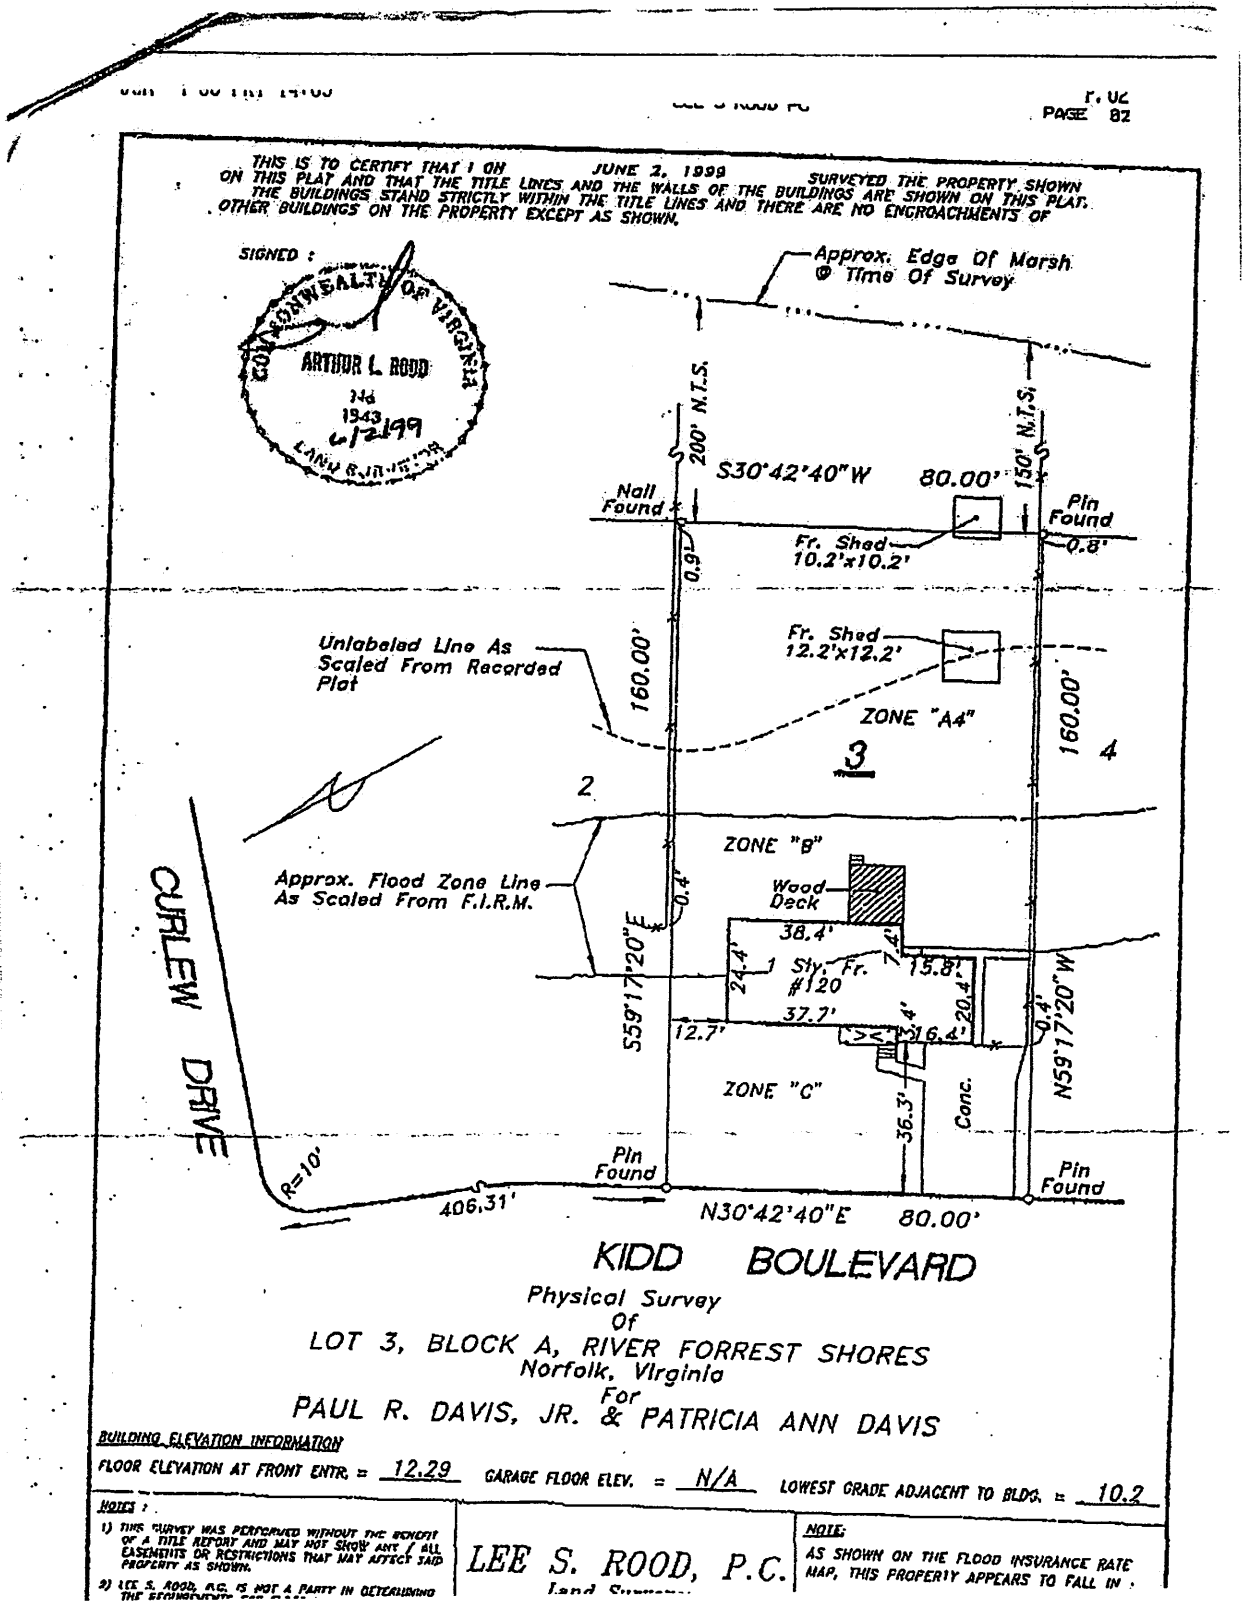 P. 02
PAGE 02
THIS IS TO CERTIFY THAT I ON JUNE 2, 1999 SURVEYED THE PROPERTY SHOWN
ON THIS PLAT AND THAT THE TITLE LINES AND THE WALLS OF THE BUILDINGS ARE SHOWN ON THIS PLAT.
THE BUILDINGS STAND STRICTLY WITHIN THE TITLE LINES AND THERE ARE NO ENCROACHMENTS OF
OTHER BUILDINGS ON THE PROPERTY EXCEPT AS SHOWN.
SIGNED :
COMMONWEALTH OF VIRGINIA
ARTHUR L. ROOD
No.
1943
6/2/99
LAND SURVEYOR
Approx. Edge Of Marsh
@ Time Of Survey
200' N.T.S.
150' N.T.S.
S30°42'40"W 80.00'
Nail
Found
Pin
Found
0.9'
0.8'
Fr. Shed
10.2'x10.2'
Fr. Shed
12.2'x12.2'
Unlabeled Line As
Scaled From Recorded
Plat
160.00'
160.00'
ZONE "A4"
3
4
2
ZONE "B"
Approx. Flood Zone Line
As Scaled From F.I.R.M.
Wood
Deck
0.4'
38.4'
7.4'
24.4'
1 Sty. Fr.
#120
15.8'
20.4'
37.7'
3.4'
16.4'
12.7'
0.4'
S59°17'20"E
N59°17'20"W
ZONE "C"
36.3'
Conc.
CURLEW DRIVE
R=10'
406.31'
Pin
Found
Pin
Found
N30°42'40"E 80.00'
KIDD BOULEVARD
Physical Survey
Of
LOT 3, BLOCK A, RIVER FORREST SHORES
Norfolk, Virginia
For
PAUL R. DAVIS, JR. & PATRICIA ANN DAVIS
BUILDING ELEVATION INFORMATION
FLOOR ELEVATION AT FRONT ENTR. = 12.29 GARAGE FLOOR ELEV. = N/A LOWEST GRADE ADJACENT TO BLDG. = 10.2
NOTES :
1) THIS SURVEY WAS PERFORMED WITHOUT THE BENEFIT
OF A TITLE REPORT AND MAY NOT SHOW ANY / ALL
EASEMENTS OR RESTRICTIONS THAT MAY AFFECT SAID
PROPERTY AS SHOWN.
2) LEE S. ROOD, P.C. IS NOT A PARTY IN DETERMINING
LEE S. ROOD, P.C.
NOTE:
AS SHOWN ON THE FLOOD INSURANCE RATE
MAP, THIS PROPERTY APPEARS TO FALL IN